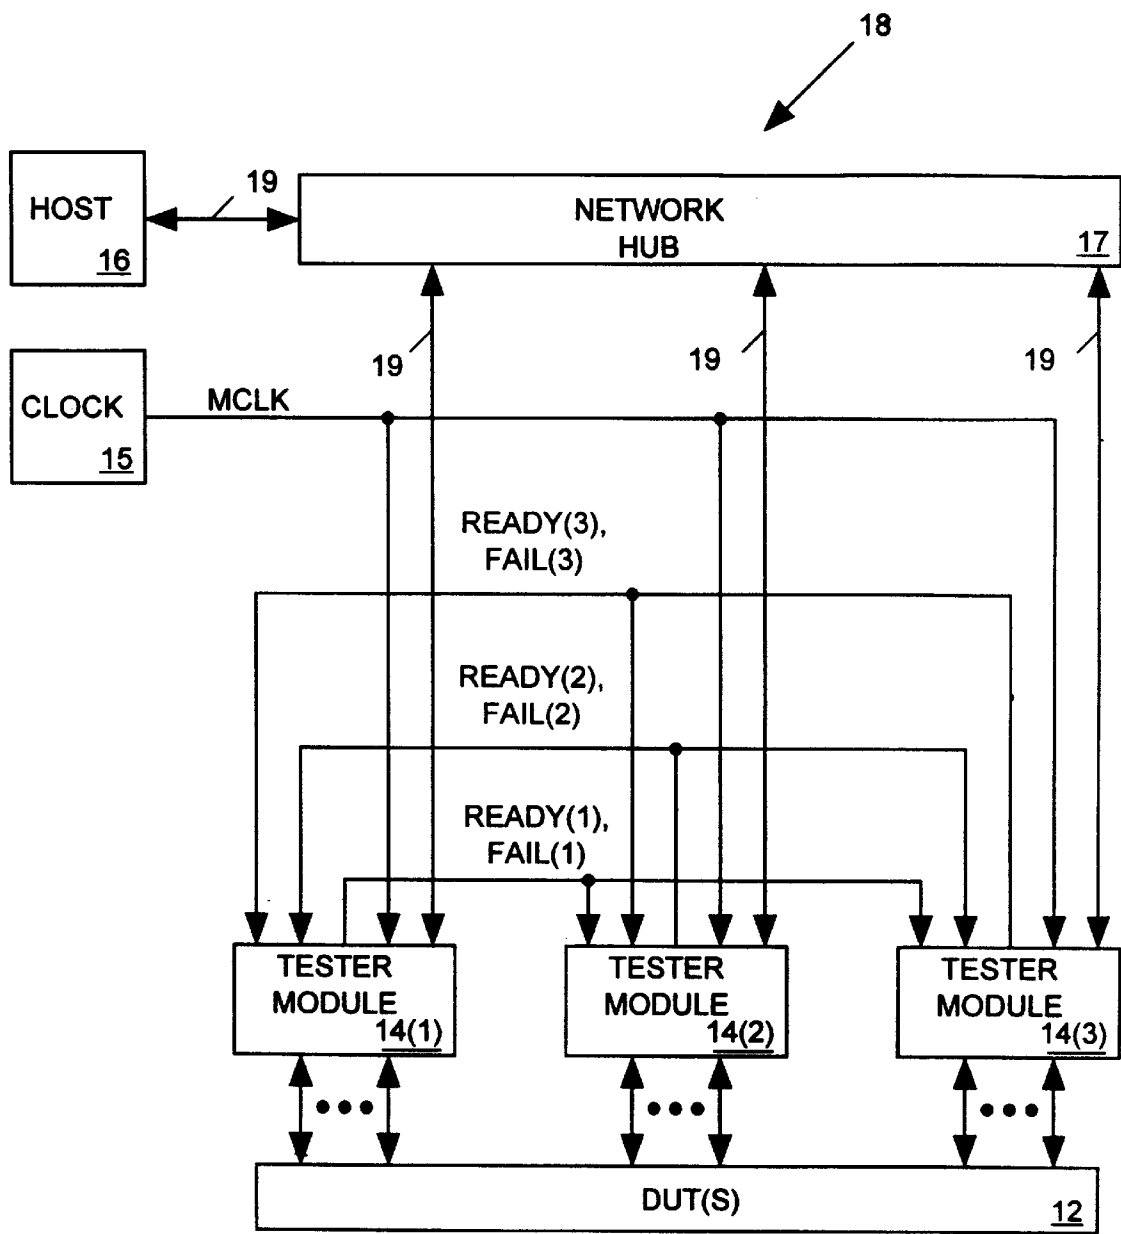 18
HOST
16
19
NETWORK
HUB
17
19
19
19
CLOCK
15
MCLK
READY(3),
FAIL(3)
READY(2),
FAIL(2)
READY(1),
FAIL(1)
TESTER
MODULE
14(1)
TESTER
MODULE
14(2)
TESTER
MODULE
14(3)
DUT(S)
12